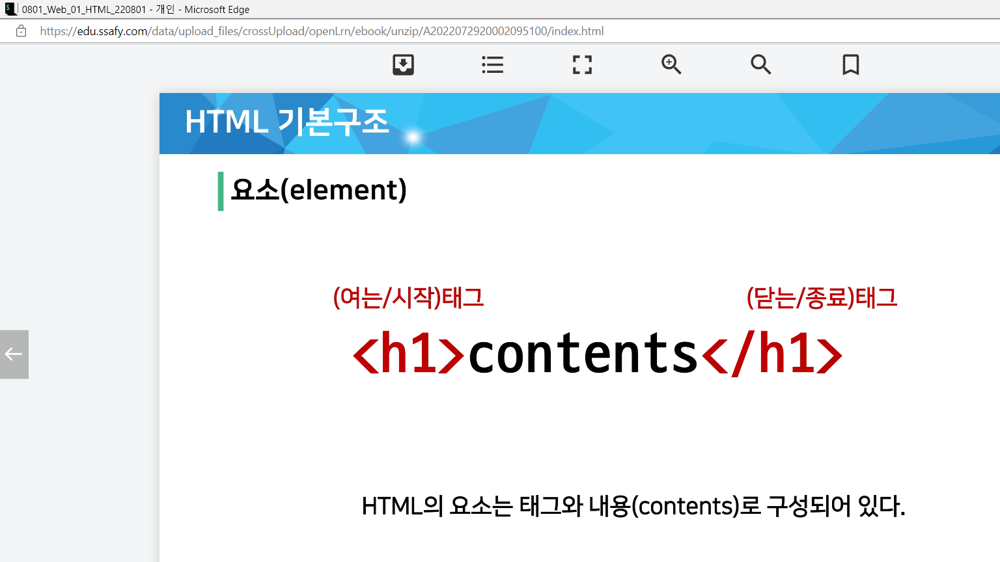 0801_Web_01_HTML_220801 - 개인 - Microsoft Edge
https://edu.ssafy.com/data/upload_files/crossUpload/openLrn/ebook/unzip/A2022072920002095100/index.html
HTML 기본구조
요소(element)
(여는/시작)태그 (닫는/종료)태그
<h1>contents</h1>
HTML의 요소는 태그와 내용(contents)로 구성되어 있다.